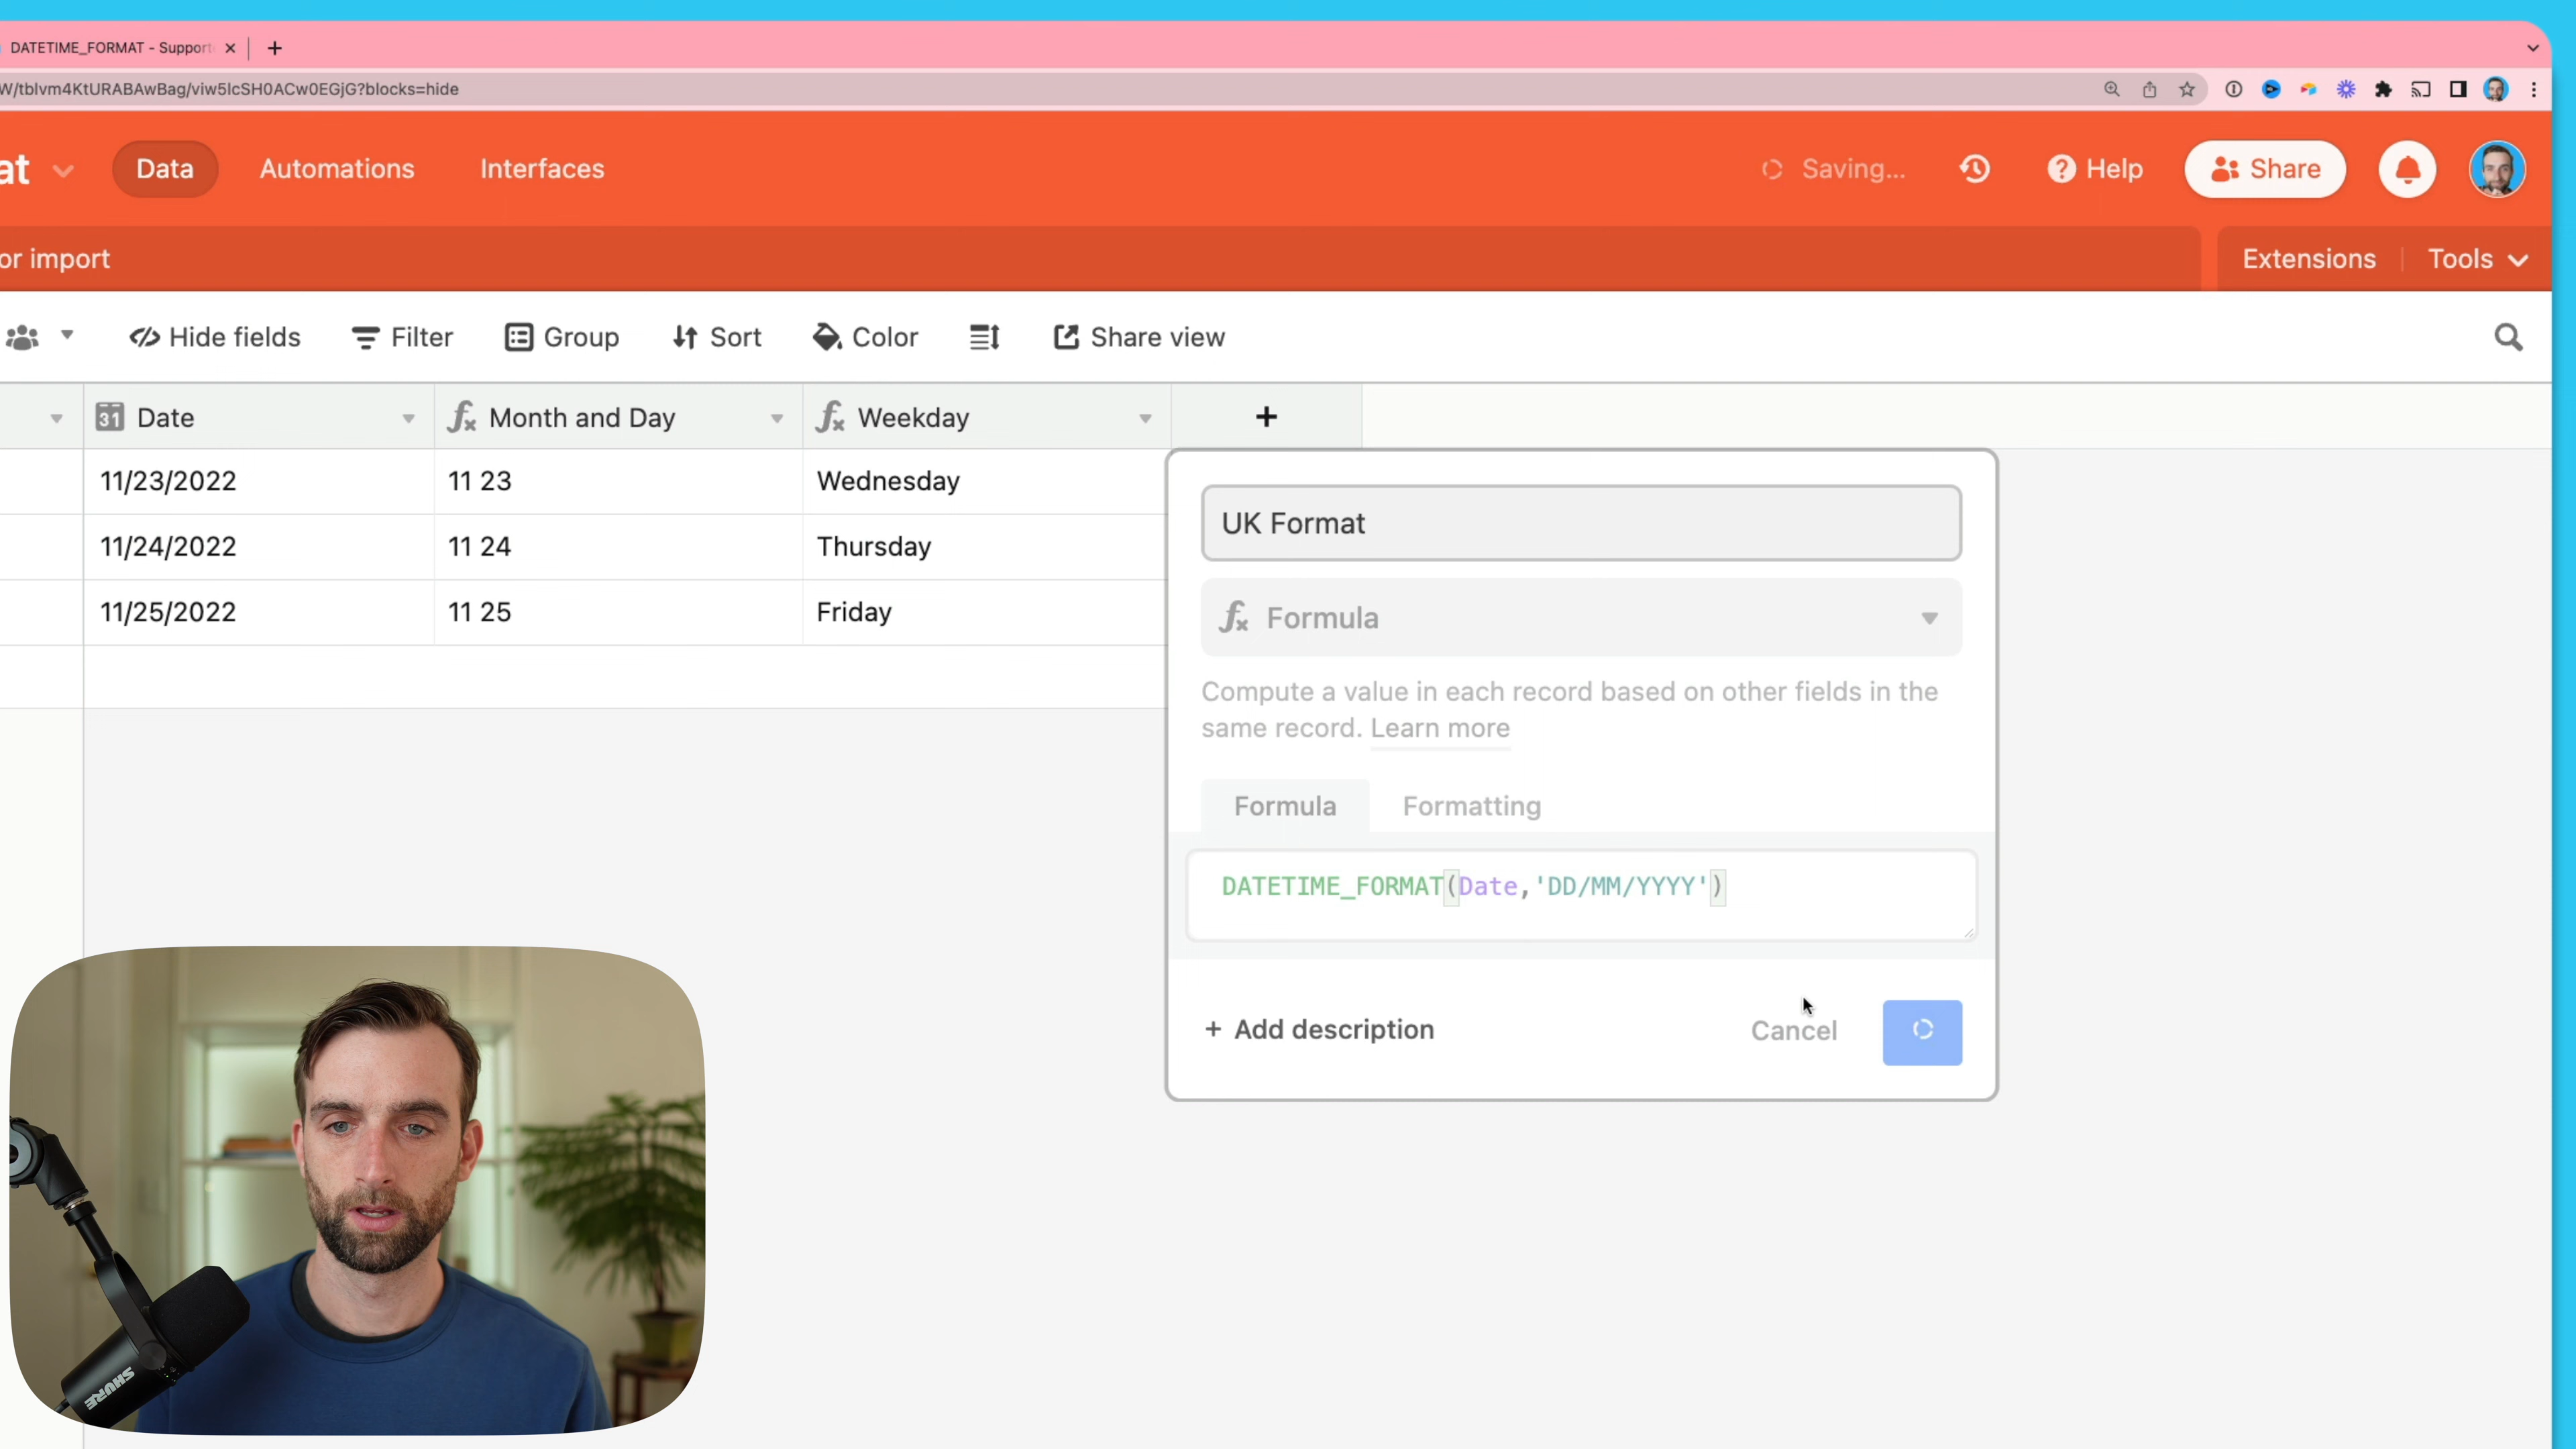 DATETIME_FORMAT - Support
W/tblvm4KtURABAwBag/viw5lcSH0ACw0EGjG?blocks=hide
at
Data
Automations
Interfaces
Saving...
Help
Share
or import
Extensions
Tools
Hide fields
Filter
Group
Sort
Color
Share view
31 Date
Month and Day
Weekday
+
11/23/2022
11 23
Wednesday
11/24/2022
11 24
Thursday
11/25/2022
11 25
Friday
UK Format
Formula
Compute a value in each record based on other fields in the
same record. Learn more
Formula
Formatting
DATETIME_FORMAT(Date,'DD/MM/YYYY')
+ Add description
Cancel
SHURE